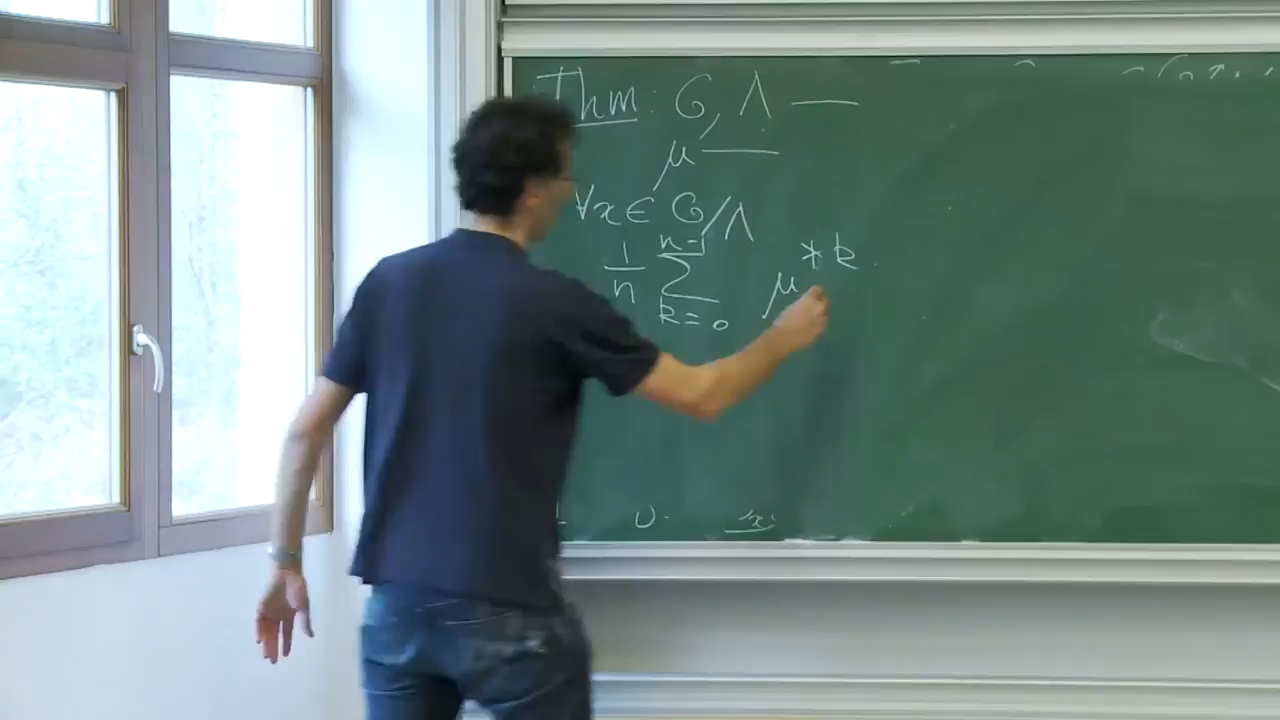 Thm: G, Λ —
μ —
∀x ∈ G/Λ
1/n ∑_{k=0}^{n-1} μ^{*k}